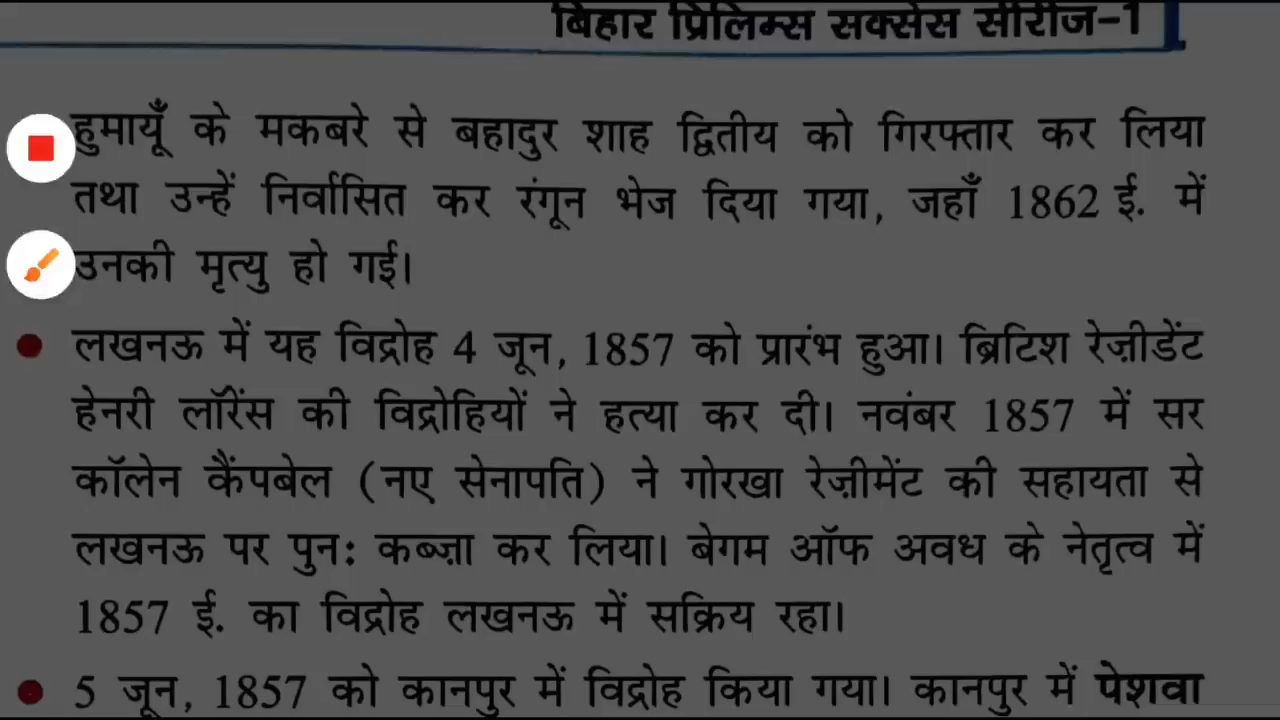 बिहार प्रिलिम्स सक्सेस सीरीज-1
हुमायूँ के मकबरे से बहादुर शाह द्वितीय को गिरफ्तार कर लिया
तथा उन्हें निर्वासित कर रंगून भेज दिया गया, जहाँ 1862 ई. में
उनकी मृत्यु हो गई।
लखनऊ में यह विद्रोह 4 जून, 1857 को प्रारंभ हुआ। ब्रिटिश रेज़ीडेंट
हेनरी लॉरेंस की विद्रोहियों ने हत्या कर दी। नवंबर 1857 में सर
कॉलेन कैंपबेल (नए सेनापति) ने गोरखा रेज़ीमेंट की सहायता से
लखनऊ पर पुनः कब्ज़ा कर लिया। बेगम ऑफ अवध के नेतृत्व में
1857 ई. का विद्रोह लखनऊ में सक्रिय रहा।
5 जून, 1857 को कानपुर में विद्रोह किया गया। कानपुर में पेशवा